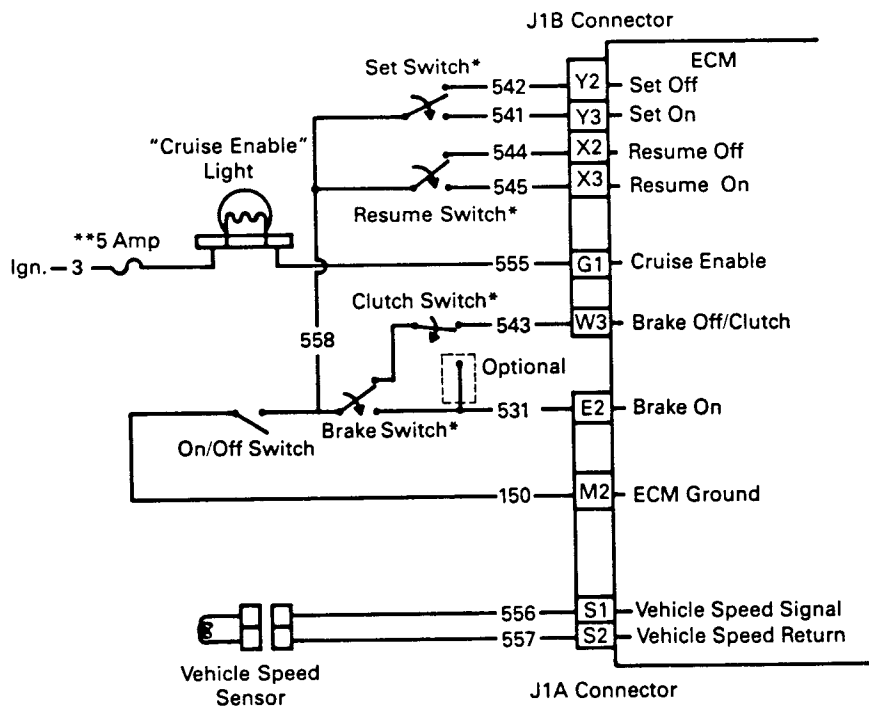 J1B Connector
ECM
Set Switch*
542 Y2 Set Off
541 Y3 Set On
"Cruise Enable"
Light
544 X2 Resume Off
545 X3 Resume On
Resume Switch*
**5 Amp
Ign. 3
555 G1 Cruise Enable
Clutch Switch*
543 W3 Brake Off/Clutch
558
Optional
531 E2 Brake On
On/Off Switch
Brake Switch*
150 M2 ECM Ground
556 S1 Vehicle Speed Signal
557 S2 Vehicle Speed Return
Vehicle Speed
Sensor
J1A Connector